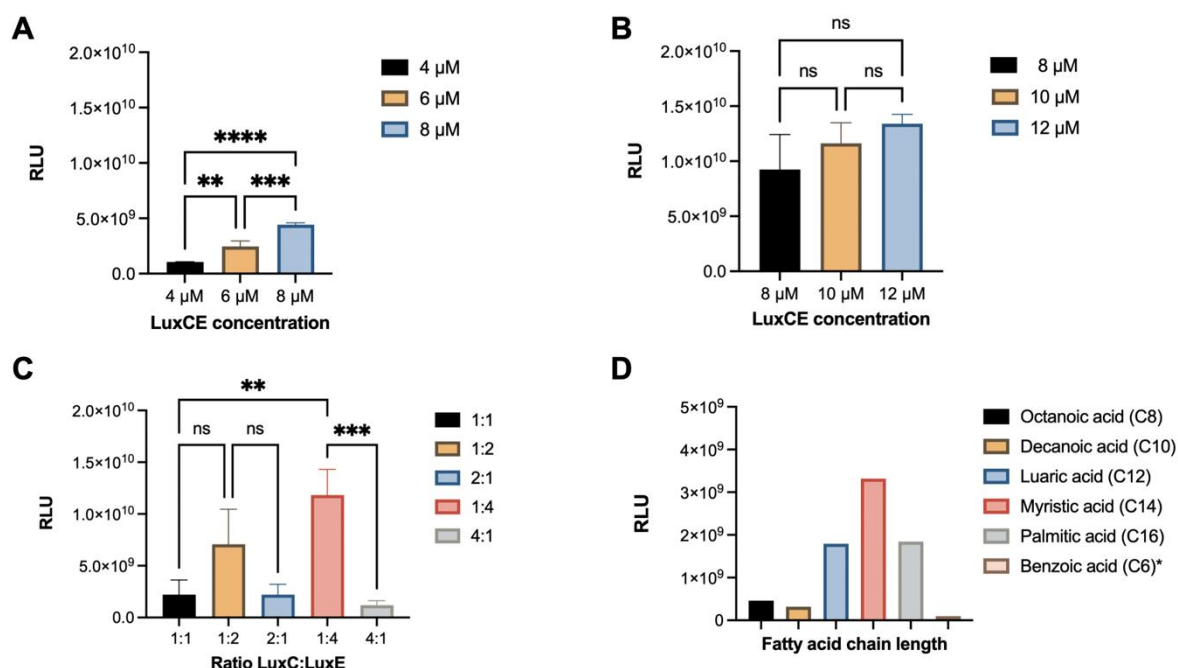 A
2.0×10¹⁰
1.5×10¹⁰
1.0×10¹⁰
5.0×10⁹
0.0
RLU
****
** ***
4 µM 6 µM 8 µM
LuxCE concentration
4 µM
6 µM
8 µM
B
2.0×10¹⁰
1.5×10¹⁰
1.0×10¹⁰
5.0×10⁹
0.0
RLU
ns
ns ns
8 µM 10 µM 12 µM
LuxCE concentration
8 µM
10 µM
12 µM
C
2.0×10¹⁰
1.5×10¹⁰
1.0×10¹⁰
5.0×10⁹
0.0
RLU
**
ns ns ***
1:1 1:2 2:1 1:4 4:1
Ratio LuxC:LuxE
1:1
1:2
2:1
1:4
4:1
D
5×10⁹
4×10⁹
3×10⁹
2×10⁹
1×10⁹
0
RLU
Fatty acid chain length
Octanoic acid (C8)
Decanoic acid (C10)
Luaric acid (C12)
Myristic acid (C14)
Palmitic acid (C16)
Benzoic acid (C6)*